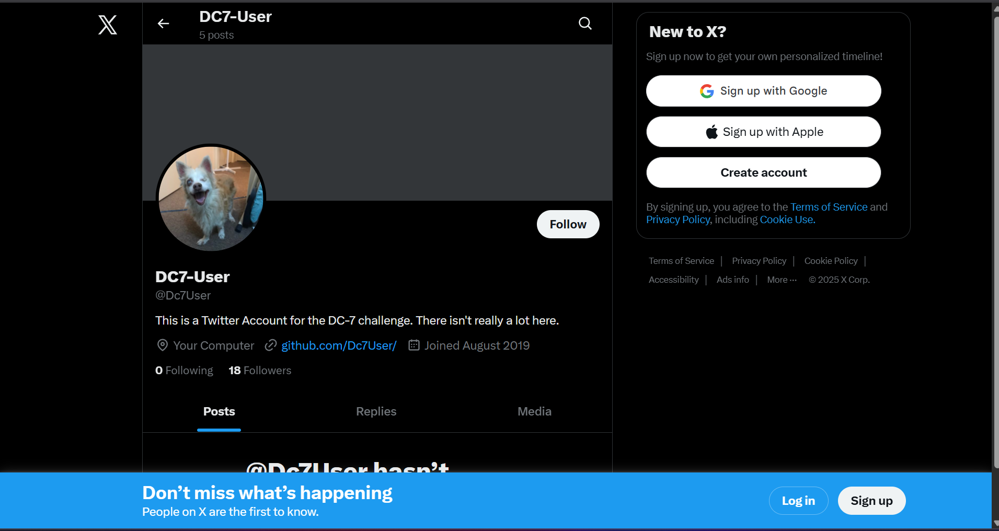 DC7-User
5 posts
DC7-User
@Dc7User
This is a Twitter Account for the DC-7 challenge. There isn't really a lot here.
Your Computer github.com/Dc7User/ Joined August 2019
0 Following 18 Followers
Follow
Posts Replies Media
@Dc7User hasn’t
New to X?
Sign up now to get your own personalized timeline!
Sign up with Google
Sign up with Apple
Create account
By signing up, you agree to the Terms of Service and
Privacy Policy, including Cookie Use.
Terms of Service | Privacy Policy | Cookie Policy |
Accessibility | Ads info | More ··· © 2025 X Corp.
Don’t miss what’s happening
People on X are the first to know.
Log in
Sign up